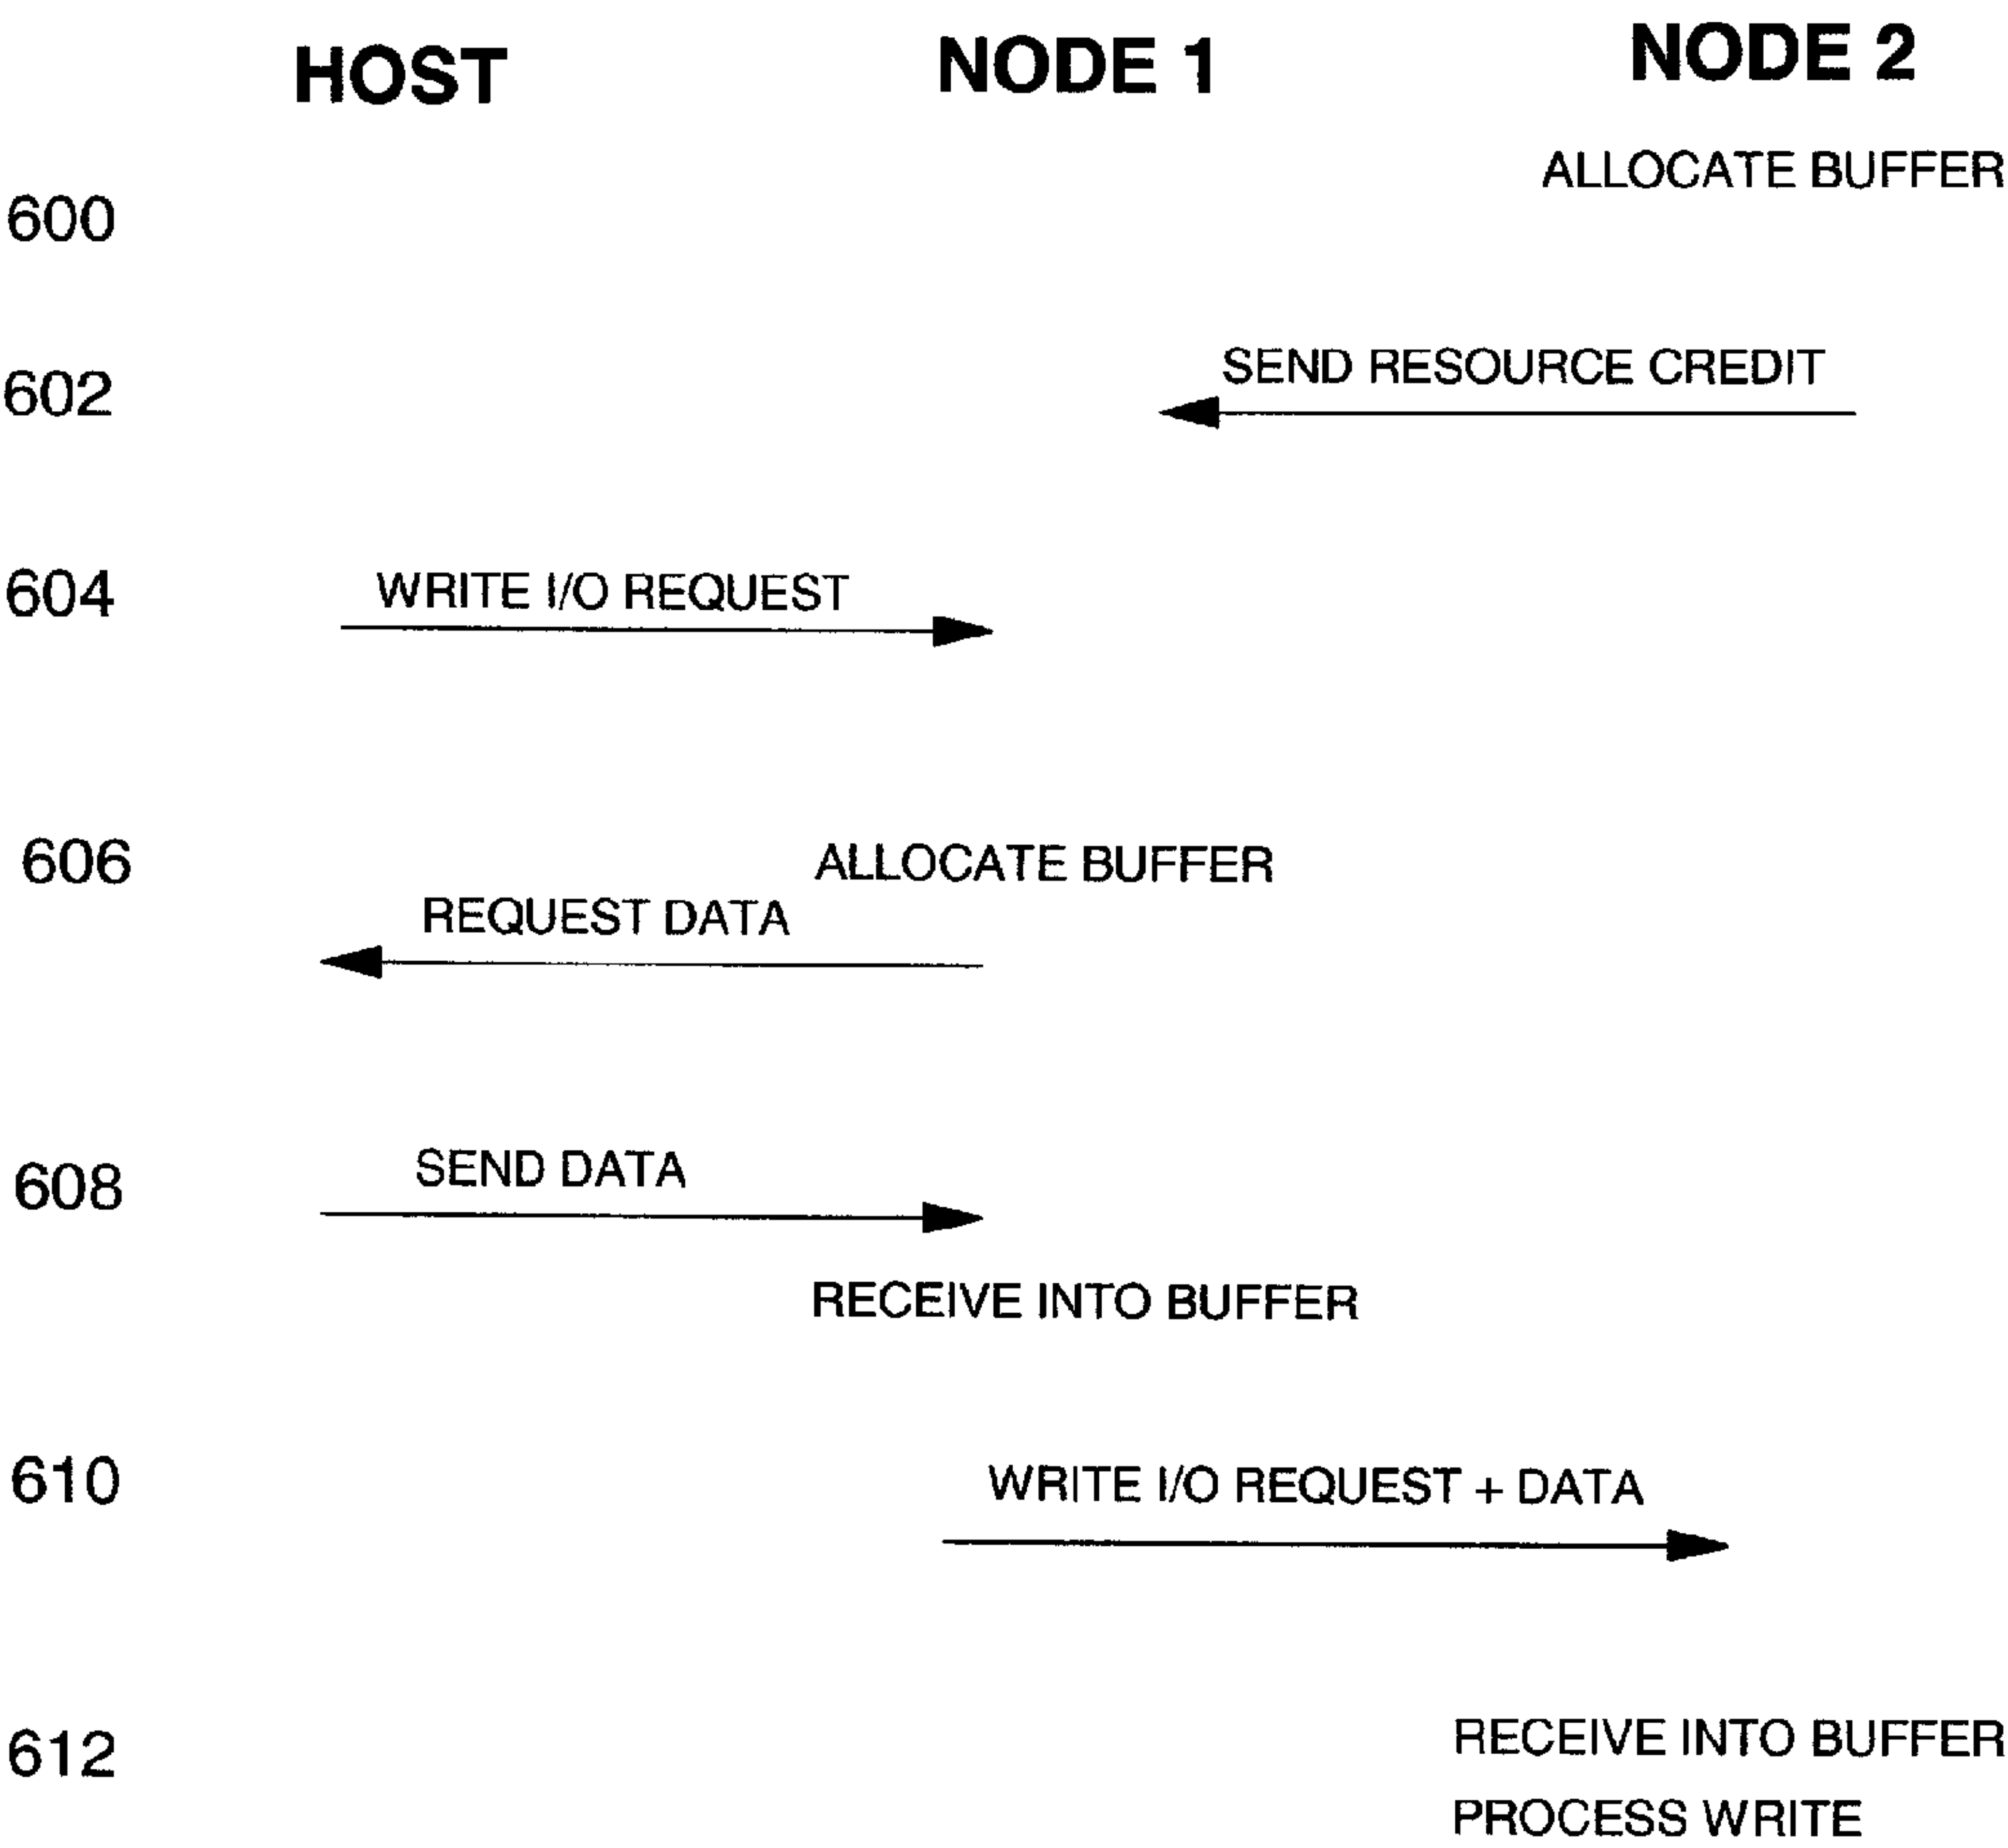 HOST NODE 1 NODE 2
ALLOCATE BUFFER
600
SEND RESOURCE CREDIT
602
604 WRITE I/O REQUEST
606 ALLOCATE BUFFER
REQUEST DATA
608 SEND DATA
RECEIVE INTO BUFFER
610 WRITE I/O REQUEST + DATA
612 RECEIVE INTO BUFFER
PROCESS WRITE